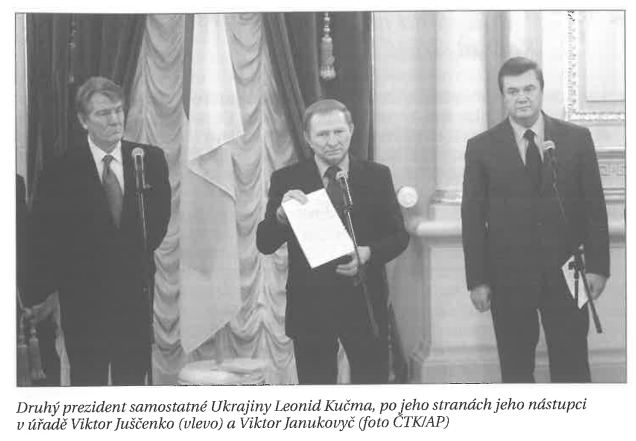 Druhý prezident samostatné Ukrajiny Leonid Kučma, po jeho stranách jeho nástupci
v úřadě Viktor Juščenko (vlevo) a Viktor Janukovyč (foto ČTK/AP)